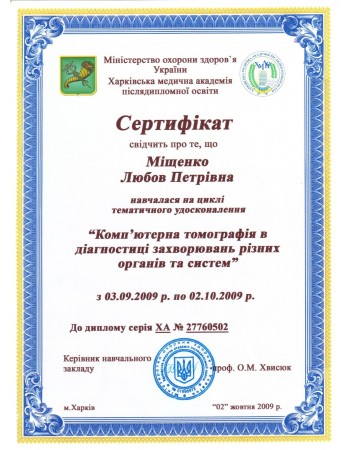 Міністерство охорони здоров'я
України
Харківська медична академія
післядипломної освіти
Сертифікат
свідчить про те, що
Міщенко
Любов Петрівна
навчалася на циклі
тематичного удосконалення
“Комп'ютерна томографія в
діагностиці захворювань різних
органів та систем”
з 03.09.2009 р. по 02.10.2009 р.
До диплому серія ХА № 27760502
Керівник навчального
закладу
проф. О.М. Хвисюк
м.Харків
"02" жовтня 2009 р.